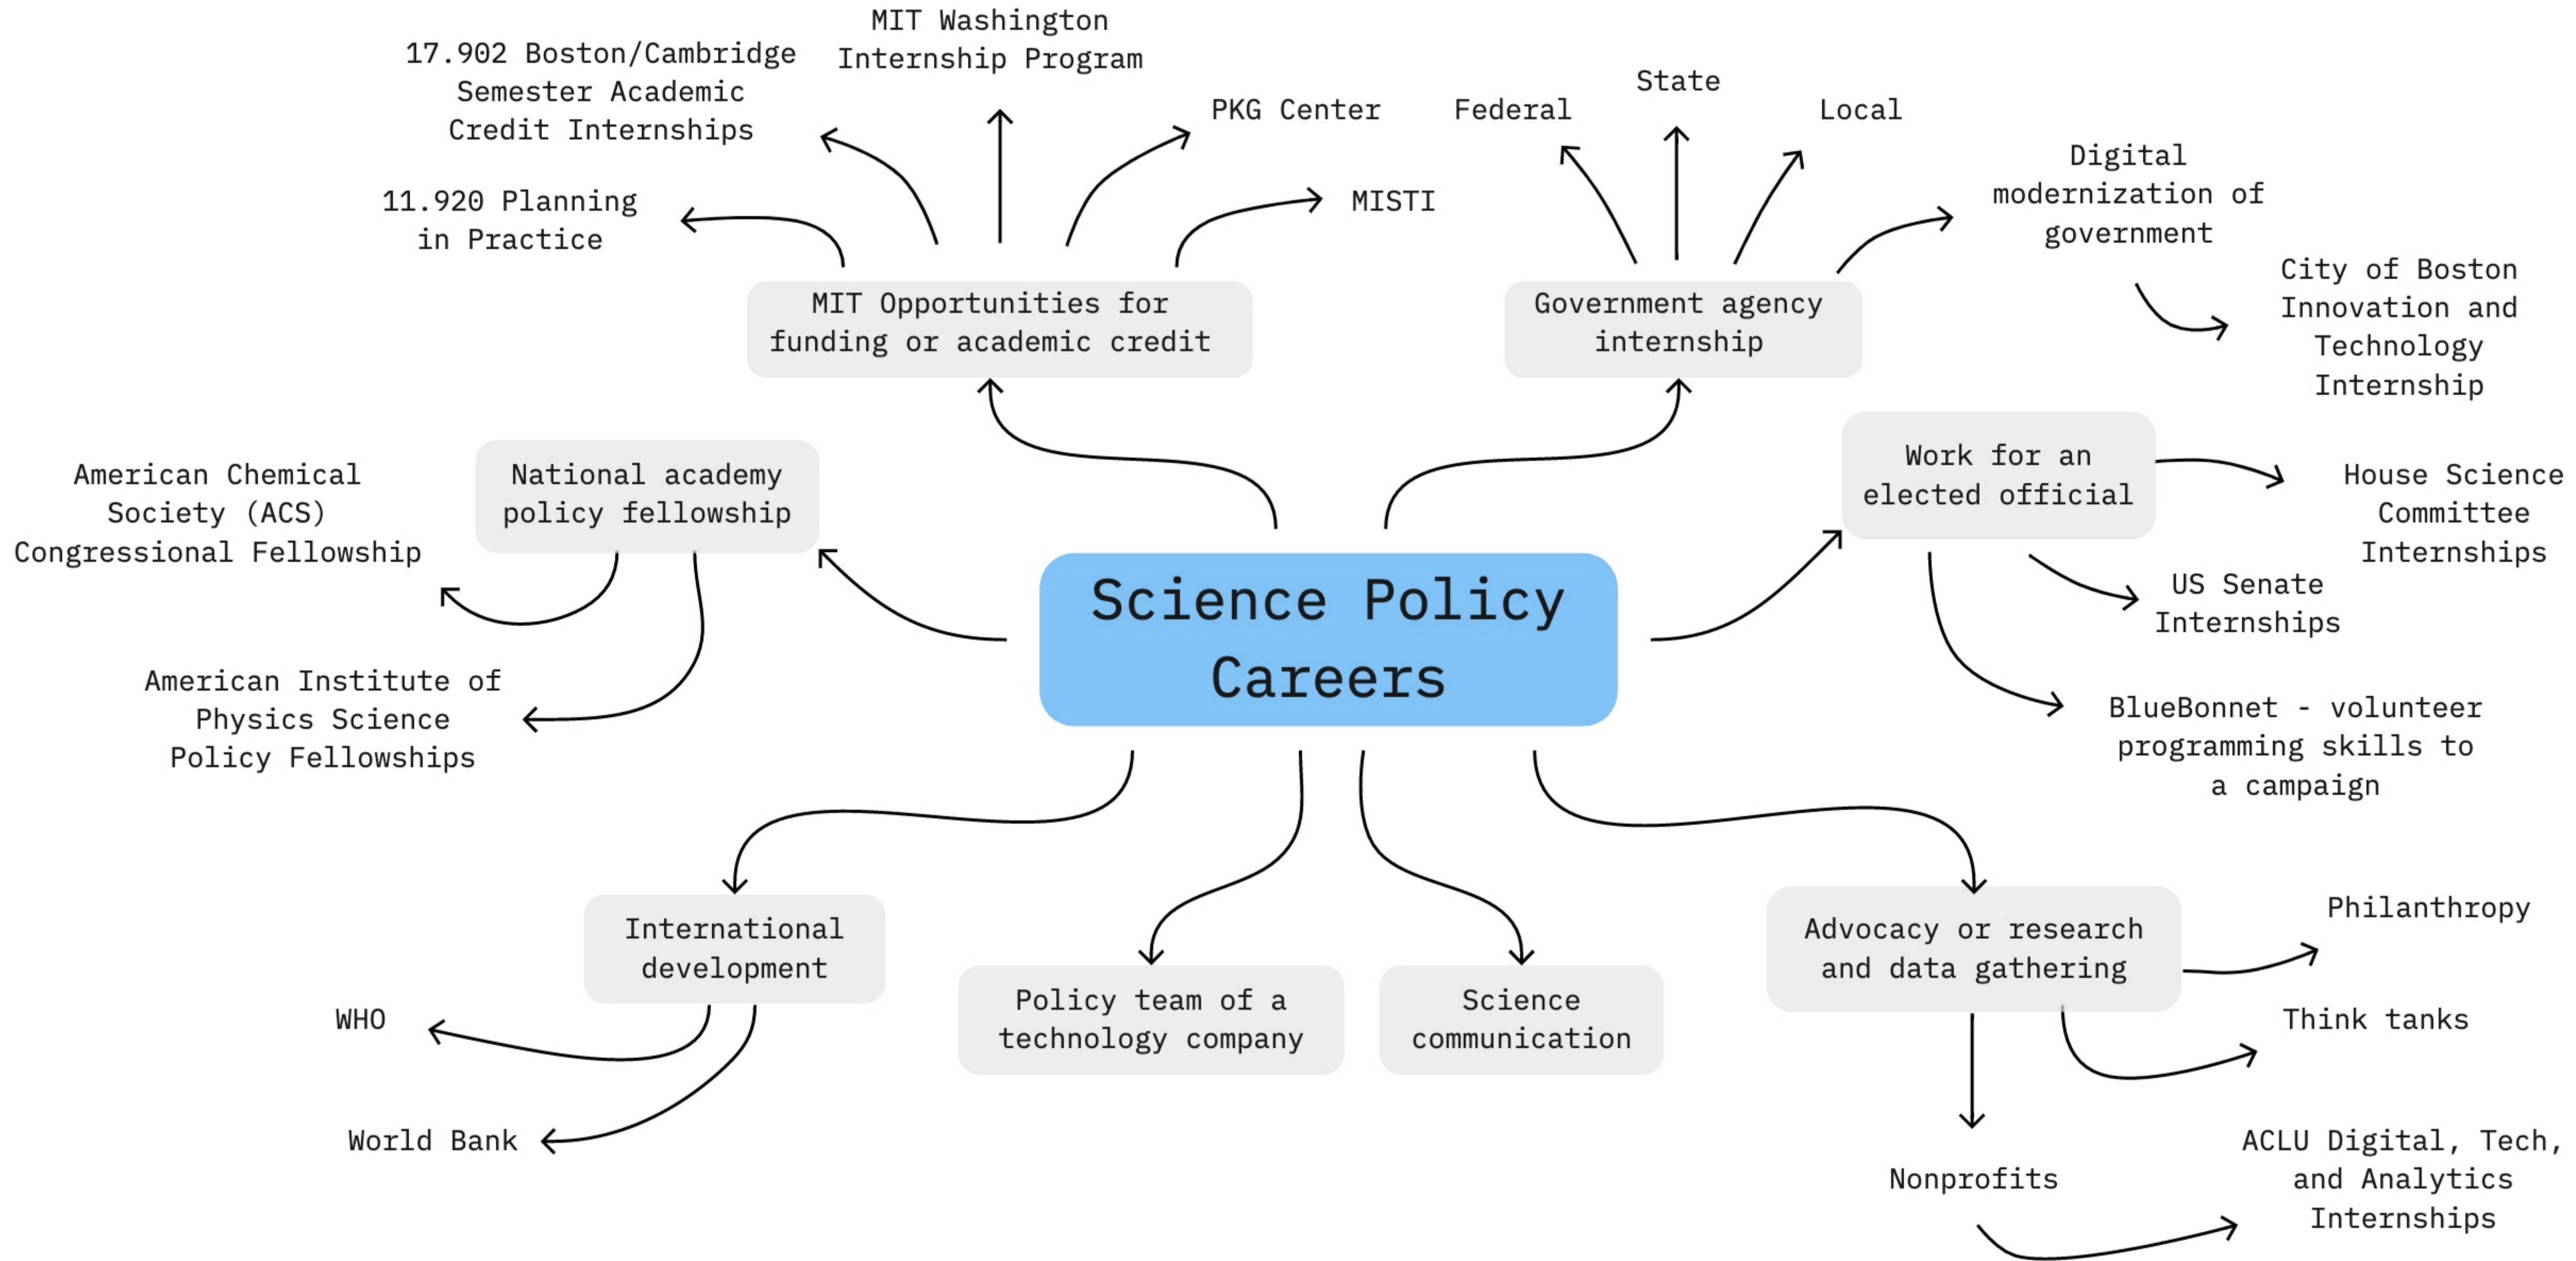 MIT Washington
Internship Program
17.902 Boston/Cambridge
Semester Academic
Credit Internships
PKG Center
11.920 Planning
in Practice
MISTI
MIT Opportunities for
funding or academic credit
Federal
State
Local
Digital
modernization of
government
City of Boston
Innovation and
Technology
Internship
Government agency
internship
National academy
policy fellowship
American Chemical
Society (ACS)
Congressional Fellowship
American Institute of
Physics Science
Policy Fellowships
Science Policy
Careers
Work for an
elected official
House Science
Committee
Internships
US Senate
Internships
BlueBonnet - volunteer
programming skills to
a campaign
International
development
WHO
World Bank
Policy team of a
technology company
Science
communication
Advocacy or research
and data gathering
Philanthropy
Think tanks
Nonprofits
ACLU Digital, Tech,
and Analytics
Internships